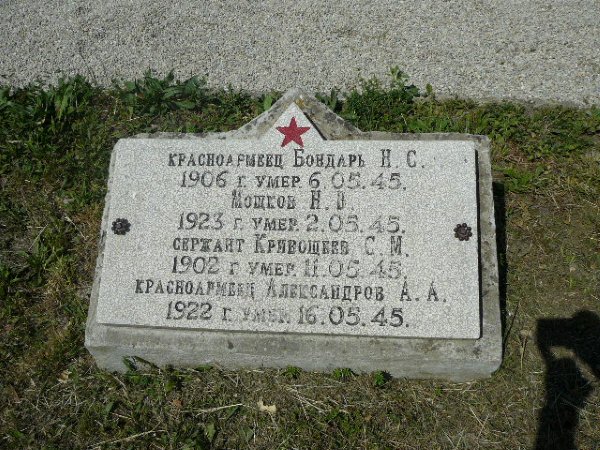 КРАСНОАРМЕЕЦ БОНДАРЬ Н. С.
1906 Г. УМЕР 6.05.45.
МОШКОВ Н. В.
1923 Г. УМЕР 2.05.45.
СЕРЖАНТ КРИВОШЕЕВ С. М.
1902 Г. УМЕР 11.05.45.
КРАСНОАРМЕЕЦ АЛЕКСАНДРОВ А. А.
1922 Г. УМЕР. 16.05.45.